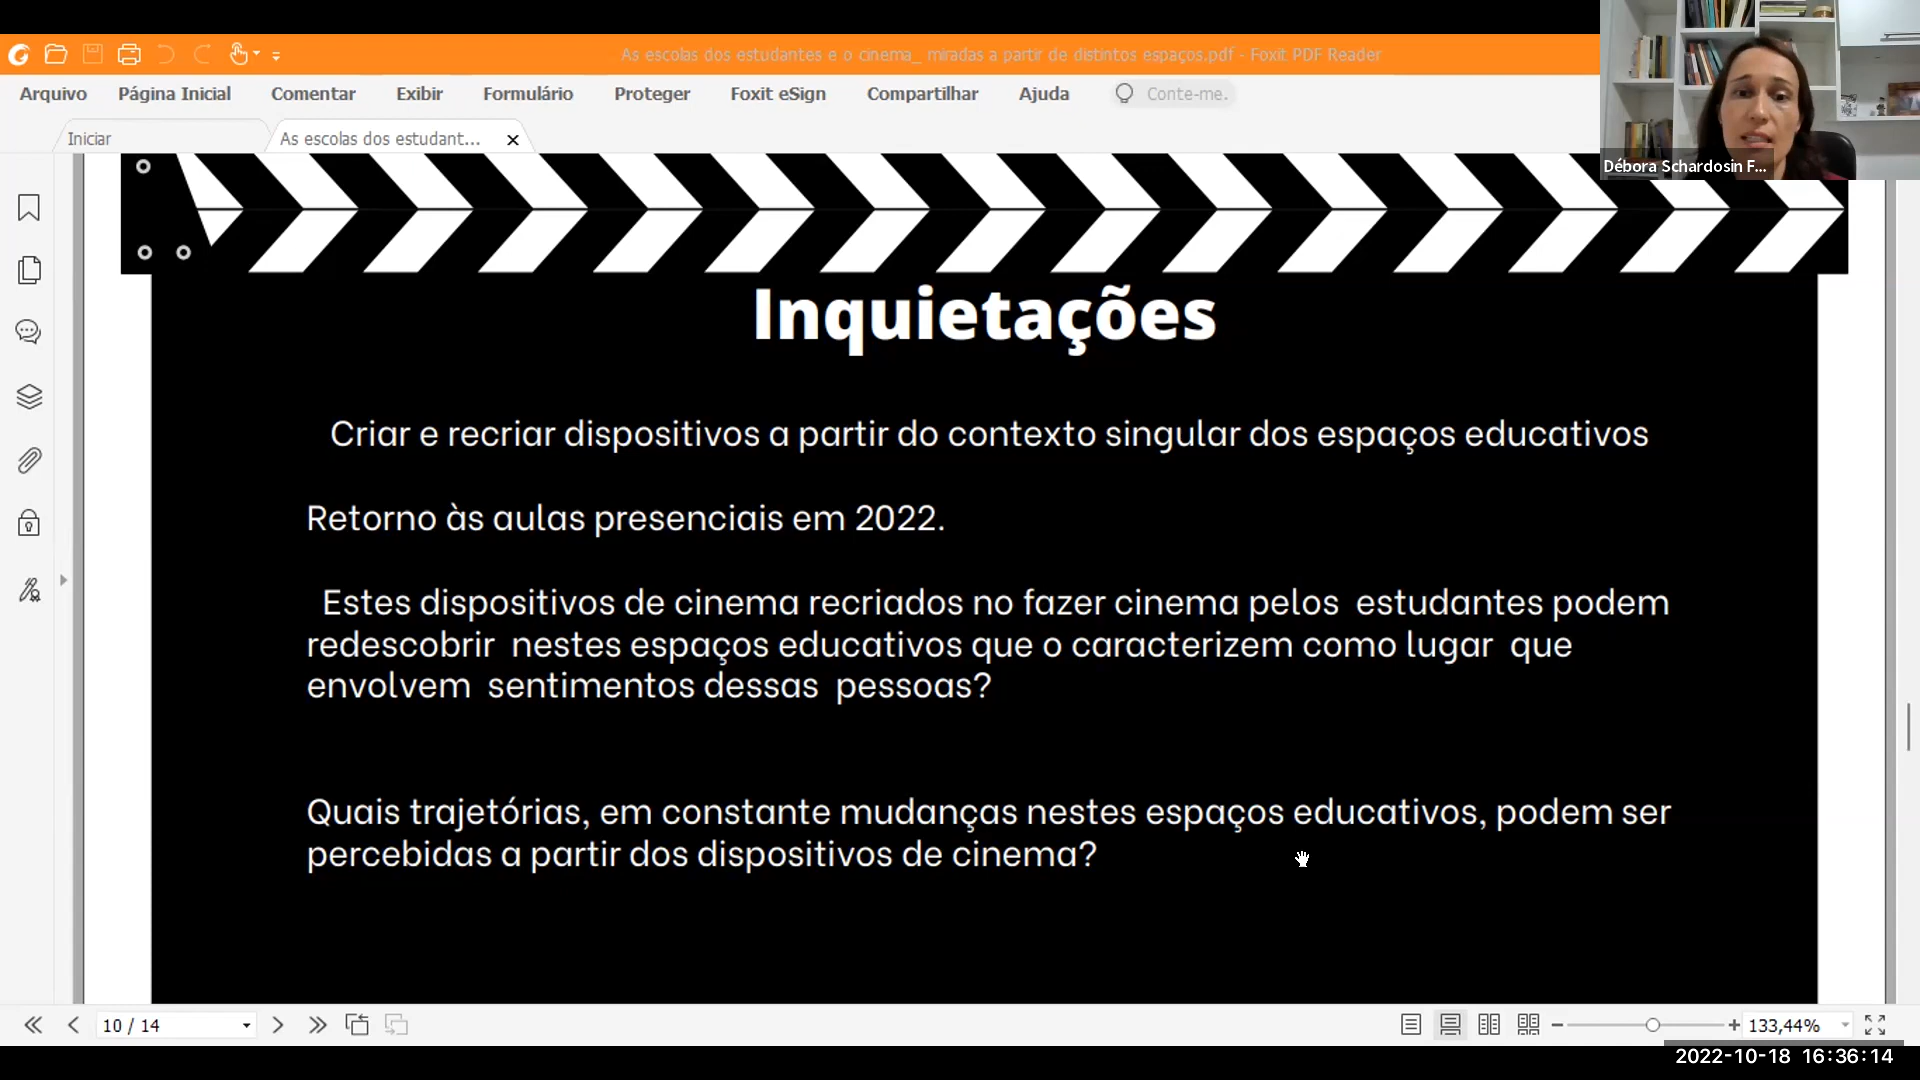 As escolas dos estudantes e o cinema_ miradas a partir de distintos espaços.pdf - Foxit PDF Reader
Arquivo Página Inicial Comentar Exibir Formulário Proteger Foxit eSign Compartilhar Ajuda Conte-me.
Iniciar As escolas dos estudant...
Débora Schardosin F...
Inquietações
Criar e recriar dispositivos a partir do contexto singular dos espaços educativos
Retorno às aulas presenciais em 2022.
Estes dispositivos de cinema recriados no fazer cinema pelos estudantes podem
redescobrir nestes espaços educativos que o caracterizem como lugar que
envolvem sentimentos dessas pessoas?
Quais trajetórias, em constante mudanças nestes espaços educativos, podem ser
percebidas a partir dos dispositivos de cinema?
10 / 14 133,44%
2022-10-18 16:36:14